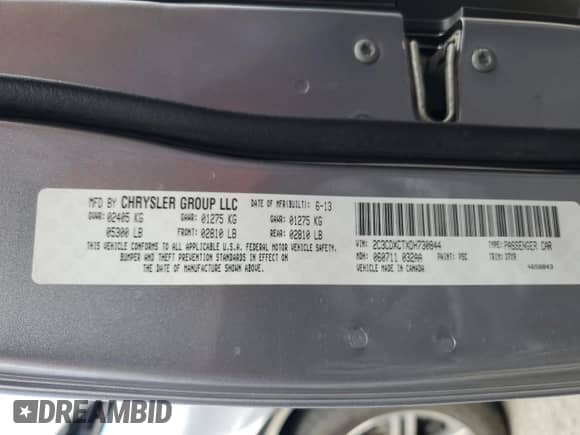 MFD BY CHRYSLER GROUP LLC DATE OF MFR(BUILT): 6-13
GVWR: 02405 KG GAWR: 01275 KG GAWR: 01275 KG
05300 LB FRONT: 02810 LB REAR: 02810 LB
THIS VEHICLE CONFORMS TO ALL APPLICABLE U.S.A. FEDERAL MOTOR VEHICLE SAFETY,
BUMPER AND THEFT PREVENTION STANDARDS IN EFFECT ON
THE DATE OF MANUFACTURE SHOWN ABOVE.
VIN: 2C3CDXCTXDH730844 TYPE: PASSENGER CAR
MDH: 060711 032AA PAINT: PSC TRIM: DTX9
VEHICLE MADE IN CANADA 4658043
DREAMBID